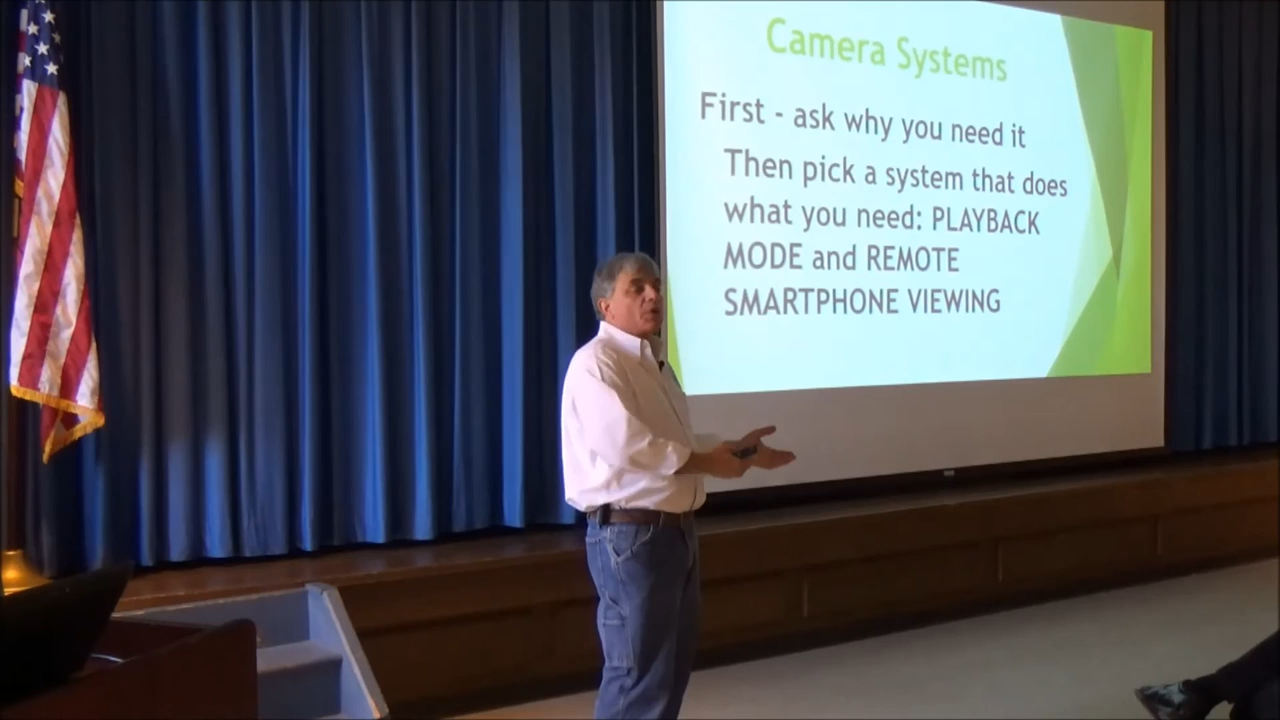 Camera Systems
First - ask why you need it
Then pick a system that does
what you need: PLAYBACK
MODE and REMOTE
SMARTPHONE VIEWING